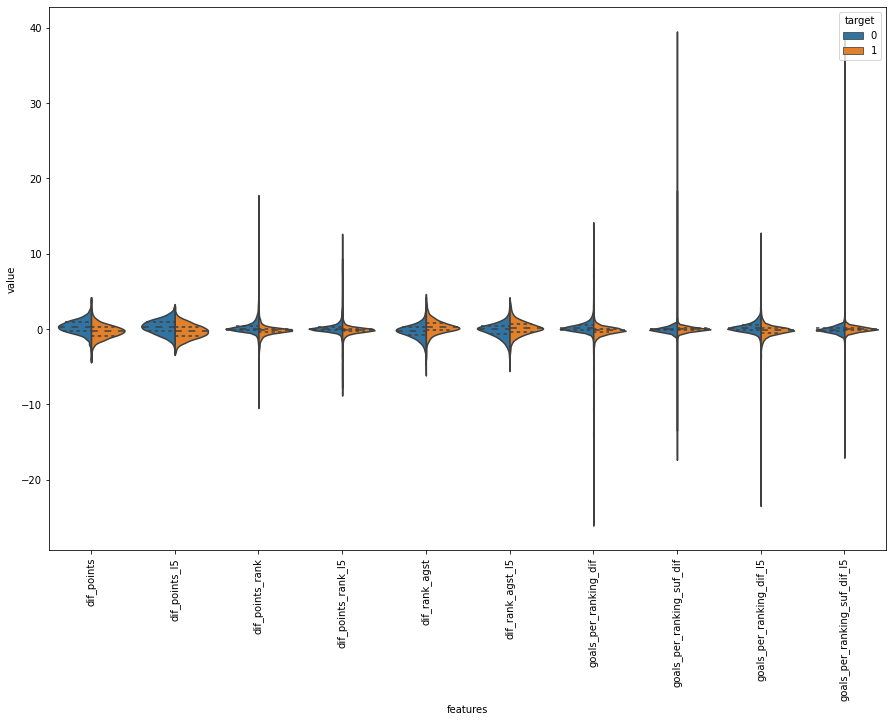 target
0
1
40
30
20
10
0
−10
−20
value
dif_points
dif_points_l5
dif_points_rank
dif_points_rank_l5
dif_rank_agst
dif_rank_agst_l5
goals_per_ranking_dif
goals_per_ranking_suf_dif
goals_per_ranking_dif_l5
goals_per_ranking_suf_dif_l5
features